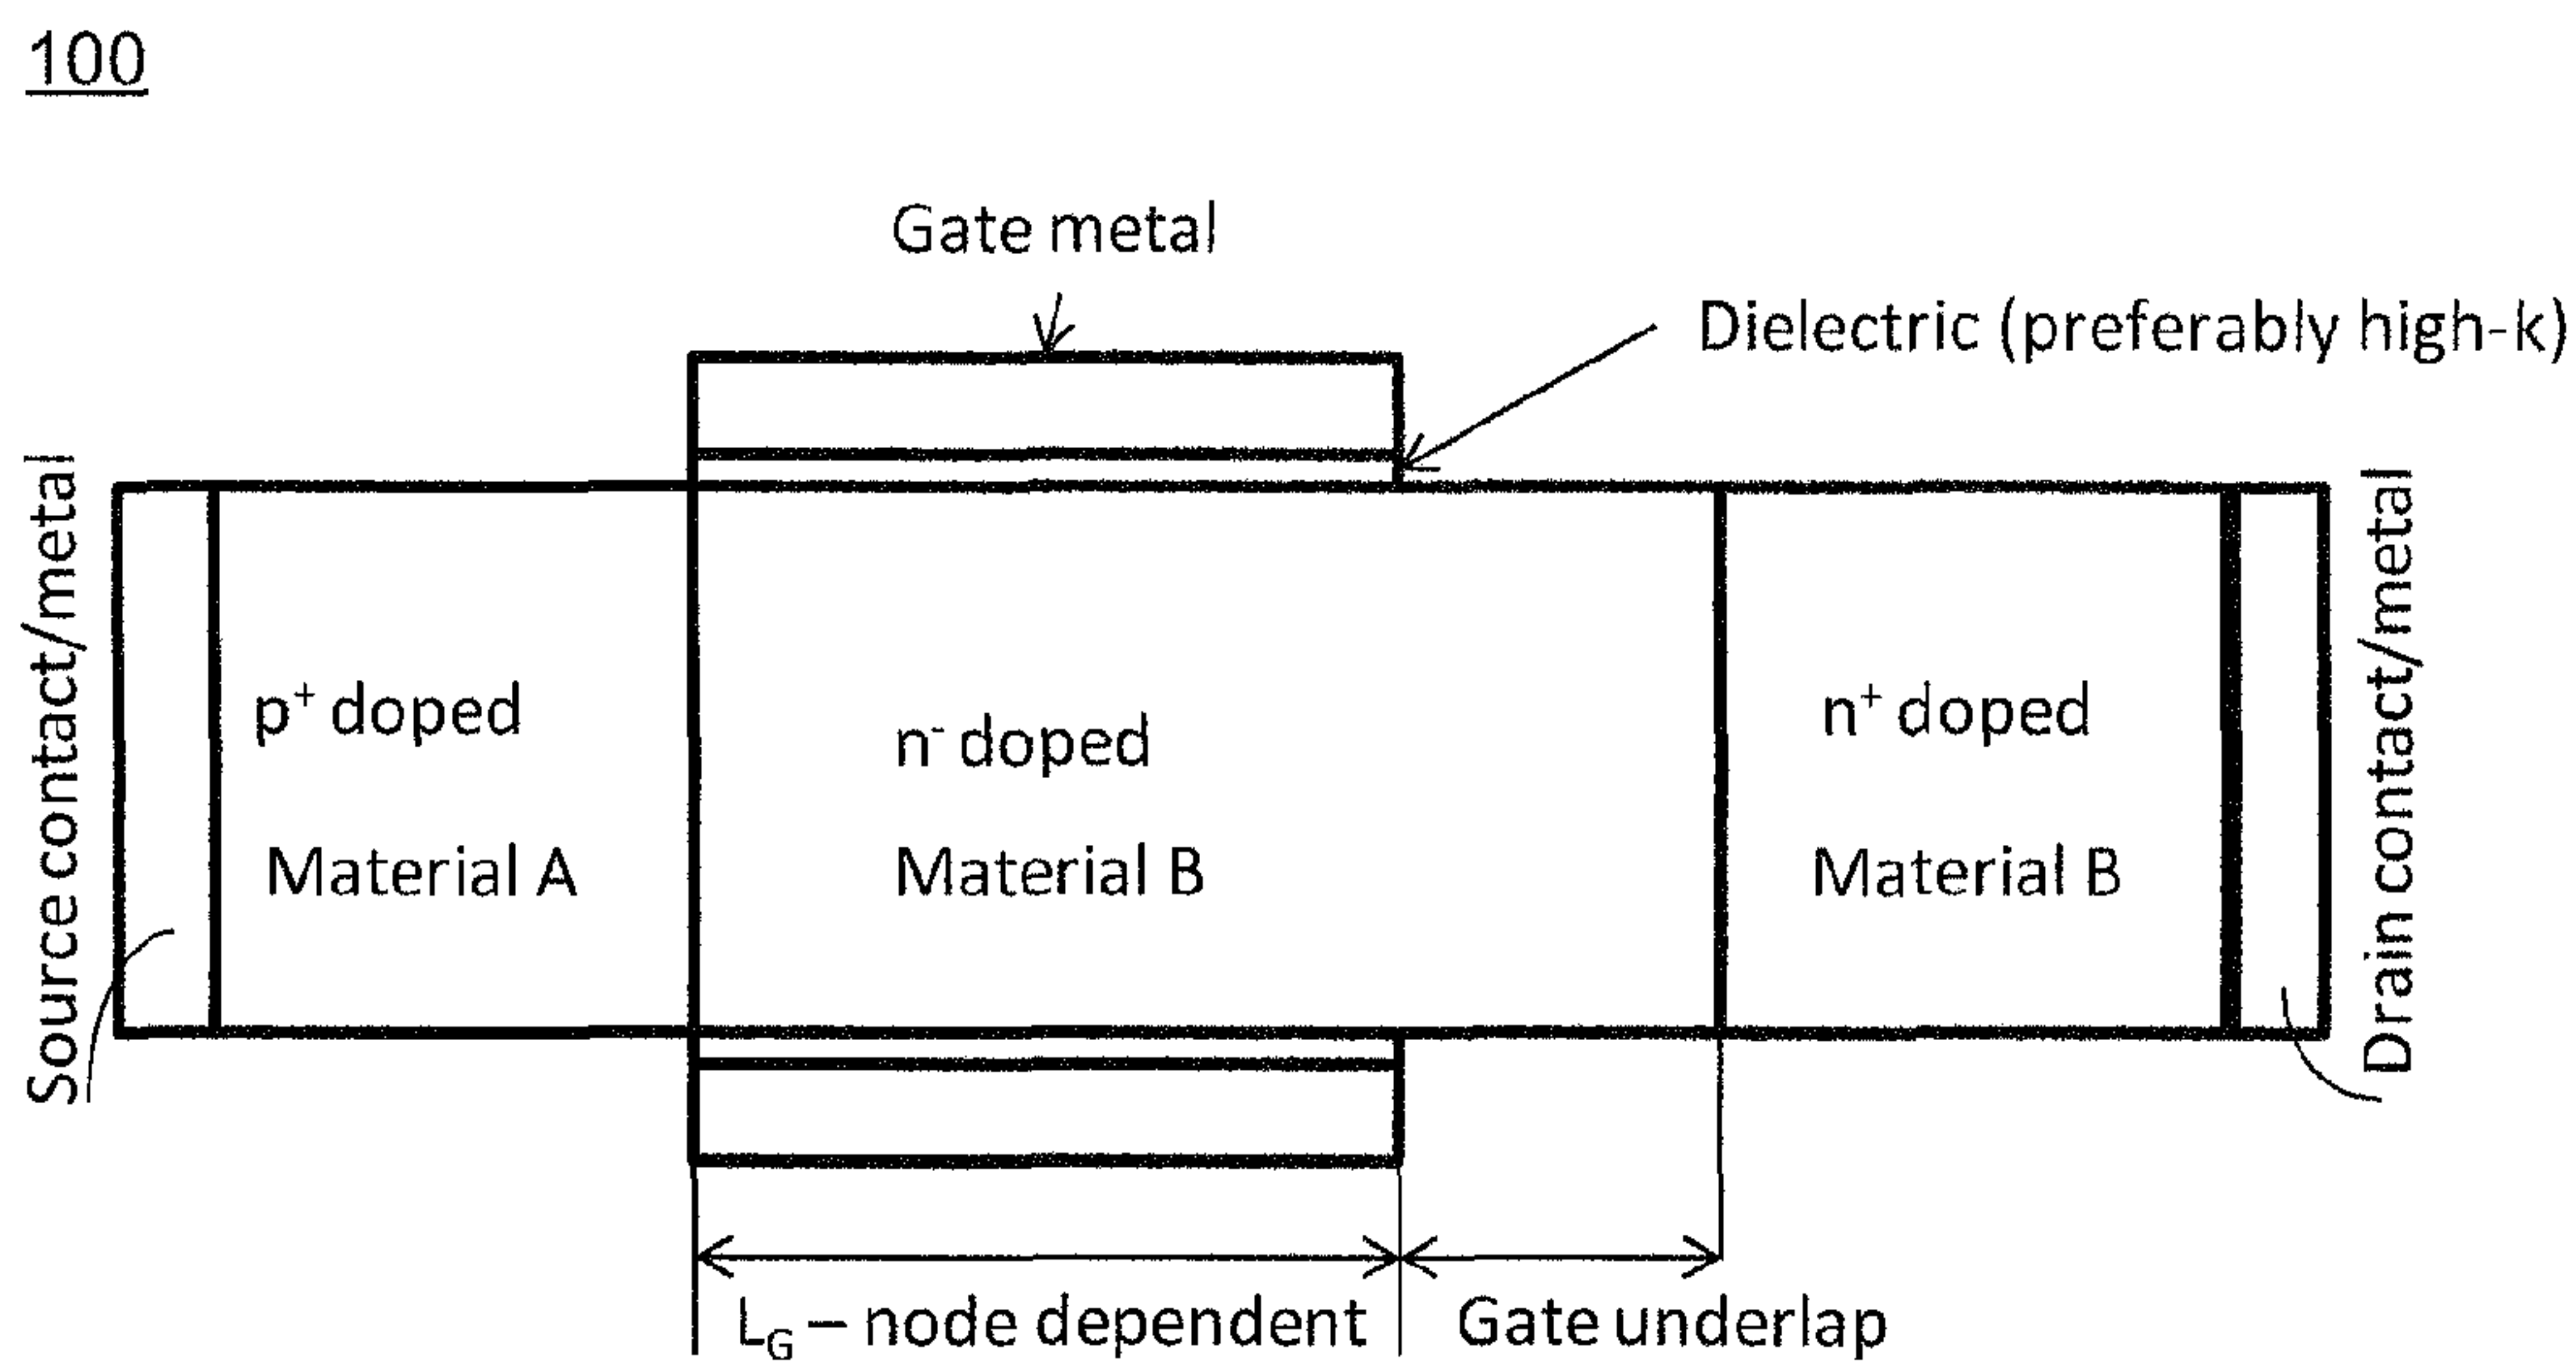 100
Gate metal
Dielectric (preferably high-k)
Source contact/metal
p⁺ doped
Material A
n⁻ doped
Material B
n⁺ doped
Material B
Drain contact/metal
L_G – node dependent
Gate underlap